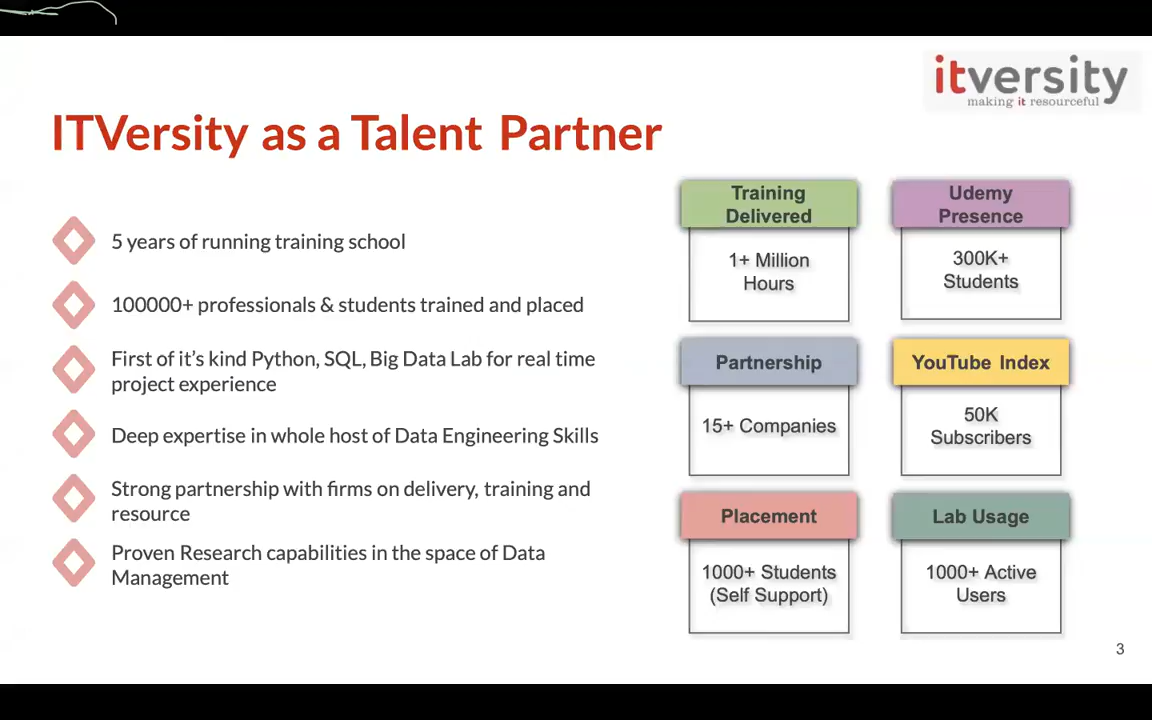 itversity
making it resourceful
ITVersity as a Talent Partner
5 years of running training school
100000+ professionals & students trained and placed
First of it's kind Python, SQL, Big Data Lab for real time
project experience
Deep expertise in whole host of Data Engineering Skills
Strong partnership with firms on delivery, training and
resource
Proven Research capabilities in the space of Data
Management
Training
Delivered
1+ Million
Hours
Udemy
Presence
300K+
Students
Partnership
15+ Companies
YouTube Index
50K
Subscribers
Placement
1000+ Students
(Self Support)
Lab Usage
1000+ Active
Users
3